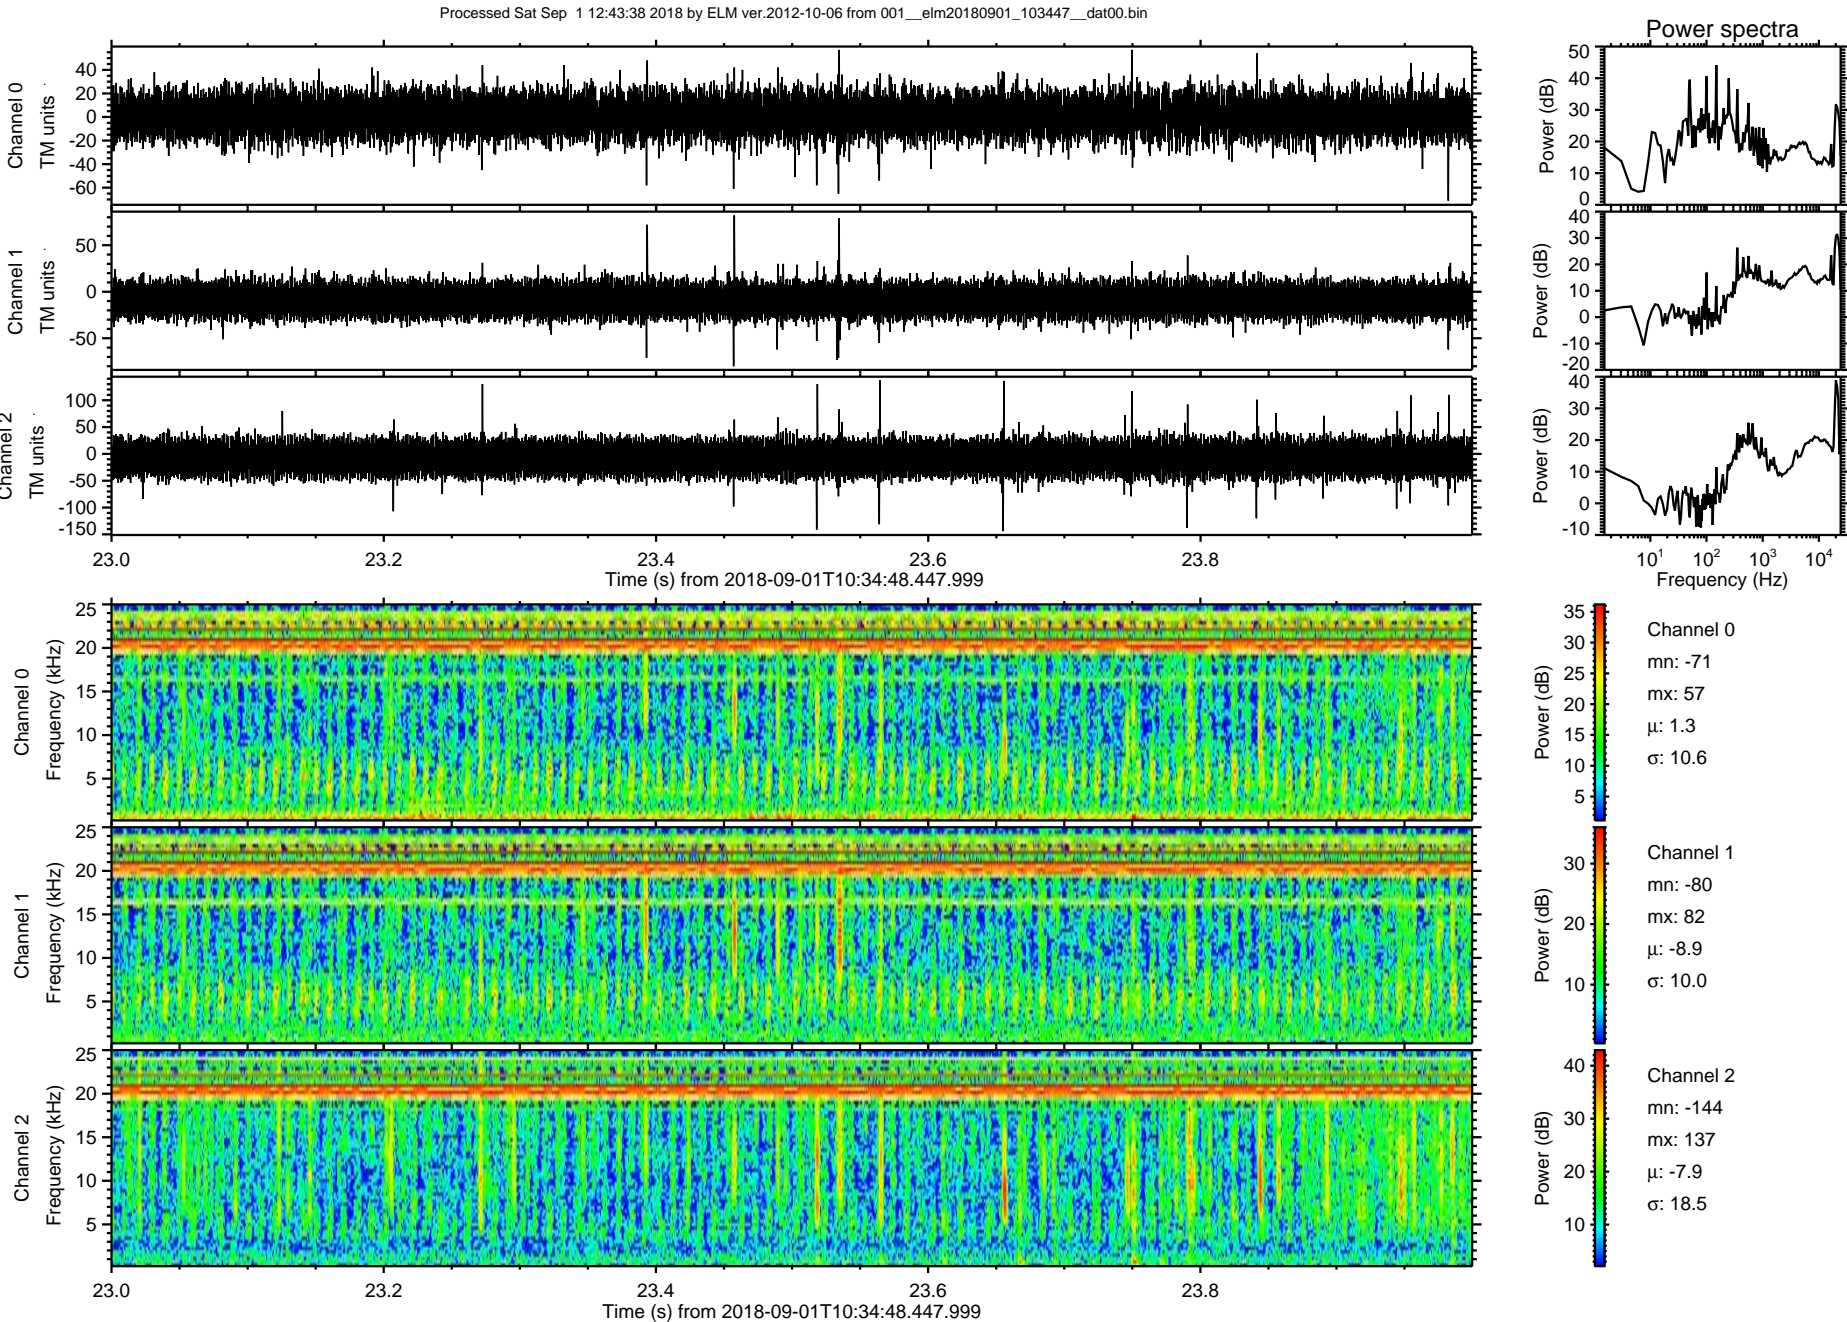 Processed Sat Sep  1 12:43:38 2018 by ELM ver.2012-10-06 from 001__elm20180901_103447__dat00.bin
Power spectra
Channel 0
TM units
40
20
0
-20
-40
-60
Power (dB)
50
40
30
20
10
0
Channel 1
TM units
50
0
-50
Power (dB)
40
30
20
10
0
-10
-20
Channel 2
TM units
100
50
0
-50
-100
-150
Power (dB)
40
30
20
10
0
-10
23.0 23.2 23.4 23.6 23.8
Time (s) from 2018-09-01T10:34:48.447.999
10^1 10^2 10^3 10^4
Frequency (Hz)
Channel 0
Frequency (kHz)
25
20
15
10
5
Power (dB)
35
30
25
20
15
10
5
Channel 0
mn: -71
mx: 57
μ: 1.3
σ: 10.6
Channel 1
Frequency (kHz)
25
20
15
10
5
Power (dB)
30
20
10
Channel 1
mn: -80
mx: 82
μ: -8.9
σ: 10.0
Channel 2
Frequency (kHz)
25
20
15
10
5
Power (dB)
40
30
20
10
Channel 2
mn: -144
mx: 137
μ: -7.9
σ: 18.5
23.0 23.2 23.4 23.6 23.8
Time (s) from 2018-09-01T10:34:48.447.999